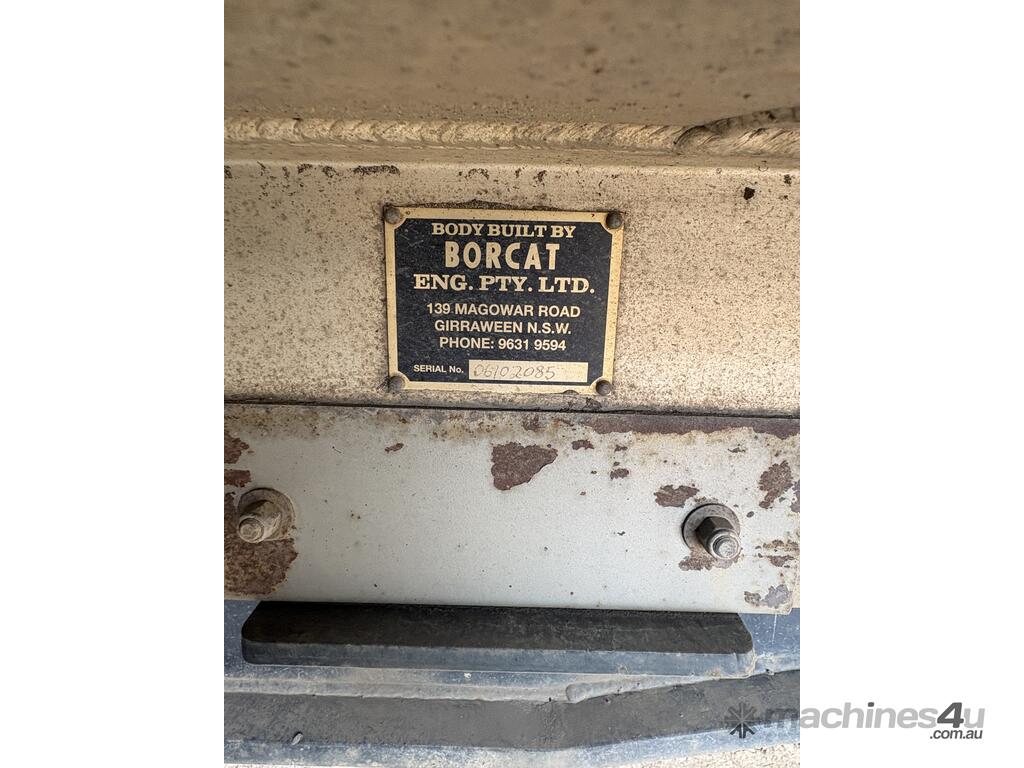 BODY BUILT BY
BORCAT
ENG. PTY. LTD.
139 MAGOWAR ROAD
GIRRAWEEN N.S.W.
PHONE: 9631 9594
SERIAL No. 06102085
machines4u
.com.au